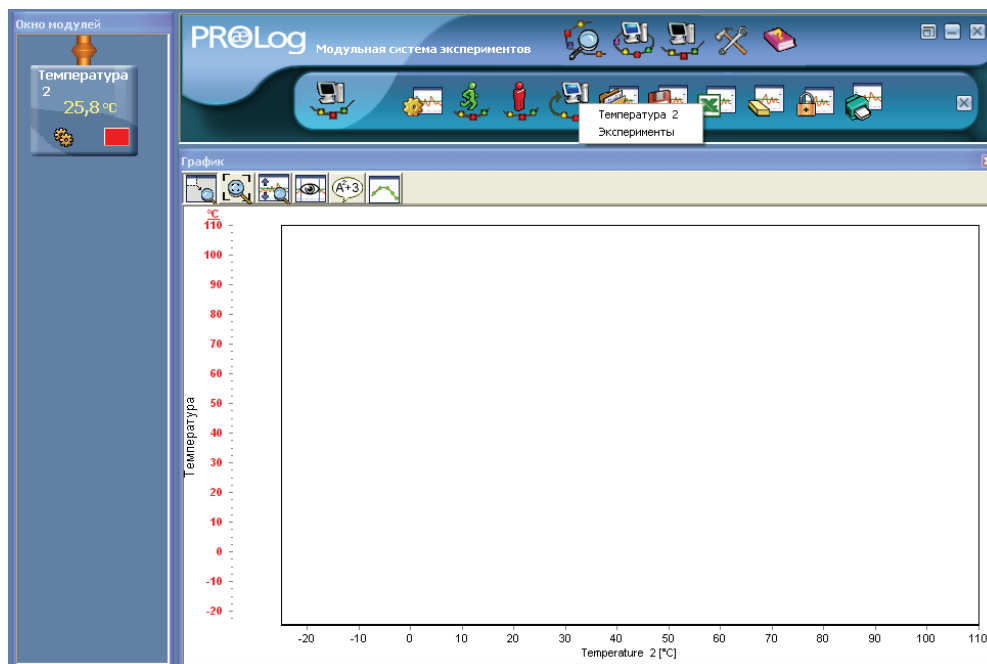 Окно модулей
Температура
2
25,8 °C
PROLog Модульная система экспериментов
Температура 2
Эксперименты
График
A²+3
°C
110
100
90
80
70
60
50
40
30
20
10
0
-10
-20
Температура
-20 -10 0 10 20 30 40 50 60 70 80 90 100 110
Temperature 2 [°C]